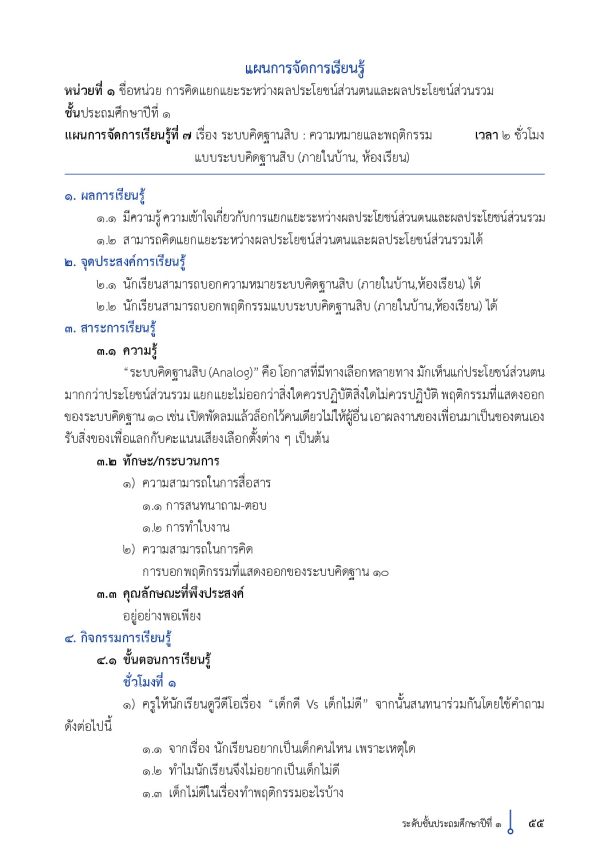 แผนการจัดการเรียนรู้
หน่วยที่ ๑ ชื่อหน่วย การคิดแยกแยะระหว่างผลประโยชน์ส่วนตนและผลประโยชน์ส่วนรวม
ชั้นประถมศึกษาปีที่ ๑
แผนการจัดการเรียนรู้ที่ ๗ เรื่อง ระบบคิดฐานสิบ : ความหมายและพฤติกรรม เวลา ๒ ชั่วโมง
แบบระบบคิดฐานสิบ (ภายในบ้าน, ห้องเรียน)
๑. ผลการเรียนรู้
๑.๑ มีความรู้ ความเข้าใจเกี่ยวกับการแยกแยะระหว่างผลประโยชน์ส่วนตนและผลประโยชน์ส่วนรวม
๑.๒ สามารถคิดแยกแยะระหว่างผลประโยชน์ส่วนตนและผลประโยชน์ส่วนรวมได้
๒. จุดประสงค์การเรียนรู้
๒.๑ นักเรียนสามารถบอกความหมายระบบคิดฐานสิบ (ภายในบ้าน,ห้องเรียน) ได้
๒.๒ นักเรียนสามารถบอกพฤติกรรมแบบระบบคิดฐานสิบ (ภายในบ้าน,ห้องเรียน) ได้
๓. สาระการเรียนรู้
๓.๑ ความรู้
“ระบบคิดฐานสิบ (Analog)” คือ โอกาสที่มีทางเลือกหลายทาง มักเห็นแก่ประโยชน์ส่วนตน
มากกว่าประโยชน์ส่วนรวม แยกแยะไม่ออกว่าสิ่งใดควรปฏิบัติสิ่งใดไม่ควรปฏิบัติ พฤติกรรมที่แสดงออก
ของระบบคิดฐาน ๑๐ เช่น เปิดพัดลมแล้วล็อกไว้คนเดียวไม่ให้ผู้อื่น เอาผลงานของเพื่อนมาเป็นของตนเอง
รับสิ่งของเพื่อแลกกับคะแนนเสียงเลือกตั้งต่าง ๆ เป็นต้น
๓.๒ ทักษะ/กระบวนการ
๑) ความสามารถในการสื่อสาร
๑.๑ การสนทนาถาม-ตอบ
๑.๒ การทำใบงาน
๒) ความสามารถในการคิด
การบอกพฤติกรรมที่แสดงออกของระบบคิดฐาน ๑๐
๓.๓ คุณลักษณะที่พึงประสงค์
อยู่อย่างพอเพียง
๔. กิจกรรมการเรียนรู้
๔.๑ ขั้นตอนการเรียนรู้
ชั่วโมงที่ ๑
๑) ครูให้นักเรียนดูวีดีโอเรื่อง “เด็กดี Vs เด็กไม่ดี” จากนั้นสนทนาร่วมกันโดยใช้คำถาม
ดังต่อไปนี้
๑.๑ จากเรื่อง นักเรียนอยากเป็นเด็กคนไหน เพราะเหตุใด
๑.๒ ทำไมนักเรียนจึงไม่อยากเป็นเด็กไม่ดี
๑.๓ เด็กไม่ดีในเรื่องทำพฤติกรรมอะไรบ้าง
ระดับชั้นประถมศึกษาปีที่ ๑ ๕๕